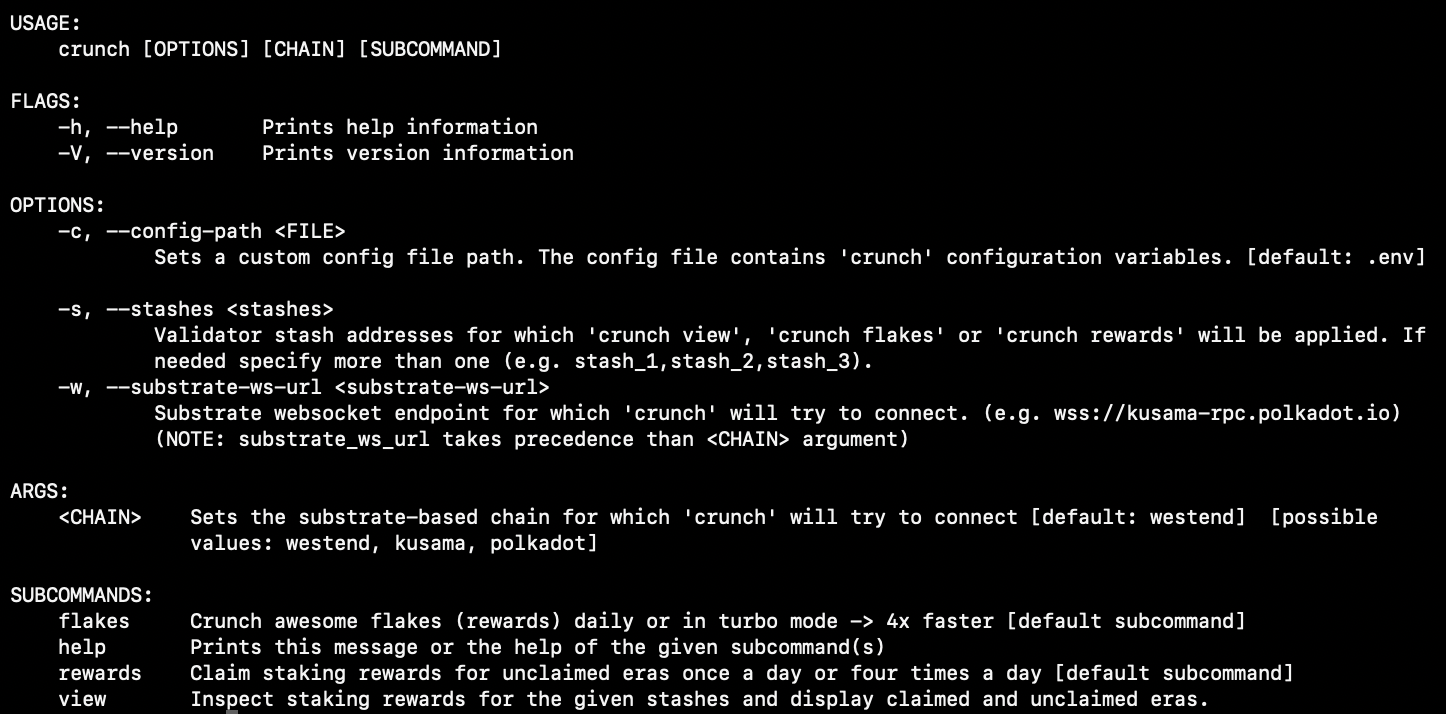 USAGE:
    crunch [OPTIONS] [CHAIN] [SUBCOMMAND]

FLAGS:
    -h, --help       Prints help information
    -V, --version    Prints version information

OPTIONS:
    -c, --config-path <FILE>
            Sets a custom config file path. The config file contains 'crunch' configuration variables. [default: .env]

    -s, --stashes <stashes>
            Validator stash addresses for which 'crunch view', 'crunch flakes' or 'crunch rewards' will be applied. If
            needed specify more than one (e.g. stash_1,stash_2,stash_3).
    -w, --substrate-ws-url <substrate-ws-url>
            Substrate websocket endpoint for which 'crunch' will try to connect. (e.g. wss://kusama-rpc.polkadot.io)
            (NOTE: substrate_ws_url takes precedence than <CHAIN> argument)

ARGS:
    <CHAIN>    Sets the substrate-based chain for which 'crunch' will try to connect [default: westend]  [possible
               values: westend, kusama, polkadot]

SUBCOMMANDS:
    flakes     Crunch awesome flakes (rewards) daily or in turbo mode -> 4x faster [default subcommand]
    help       Prints this message or the help of the given subcommand(s)
    rewards    Claim staking rewards for unclaimed eras once a day or four times a day [default subcommand]
    view       Inspect staking rewards for the given stashes and display claimed and unclaimed eras.